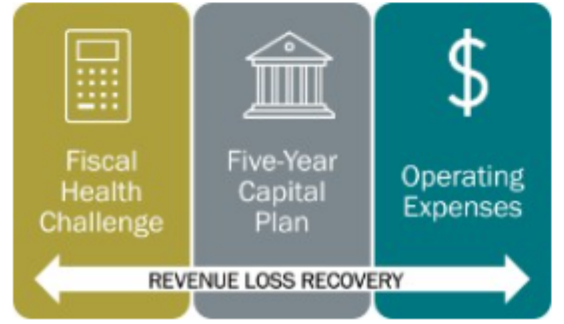 Fiscal
Health
Challenge
Five-Year
Capital
Plan
$
Operating
Expenses
REVENUE LOSS RECOVERY